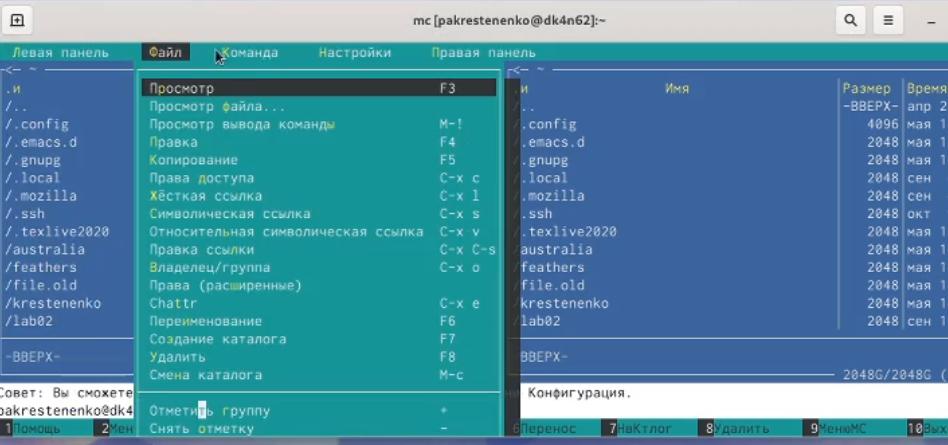 mc [pakrestenenko@dk4n62]:~
Левая панель Файл Команда Настройки Правая панель
<— ~
.и
/..
/.config
/.emacs.d
/.gnupg
/.local
/.mozilla
/.ssh
/.texlive2020
/australia
/feathers
/file.old
/krestenenko
/lab02
-ВВЕРХ-
Просмотр F3
Просмотр файла...
Просмотр вывода команды M-!
Правка F4
Копирование F5
Права доступа C-x c
Жёсткая ссылка C-x l
Символическая ссылка C-x s
Относительная символическая ссылка C-x v
Правка ссылки C-x C-s
Владелец/группа C-x o
Права (расширенные)
Chattr C-x e
Переименование F6
Создание каталога F7
Удалить F8
Смена каталога M-c
Отметить группу +
Снять отметку -
<— ~
.и Имя Размер Время
/.. -ВВЕРХ- апр 2
/.config 4096 мая 1
/.emacs.d 2048 мая 1
/.gnupg 2048 мая 1
/.local 2048 сен
/.mozilla 2048 сен
/.ssh 2048 окт
/.texlive2020 2048 мая 1
/australia 2048 мая 1
/feathers 2048 мая 1
/file.old 2048 мая 1
/krestenenko 2048 мая 1
/lab02 2048 сен 1
-ВВЕРХ-
2048G/2048G (
Совет: Вы сможете Конфигурация.
pakrestenenko@dk4
1Помощь 2Мен 6Перенос 7НвКтлог 8Удалить 9МенюМС 10Вых